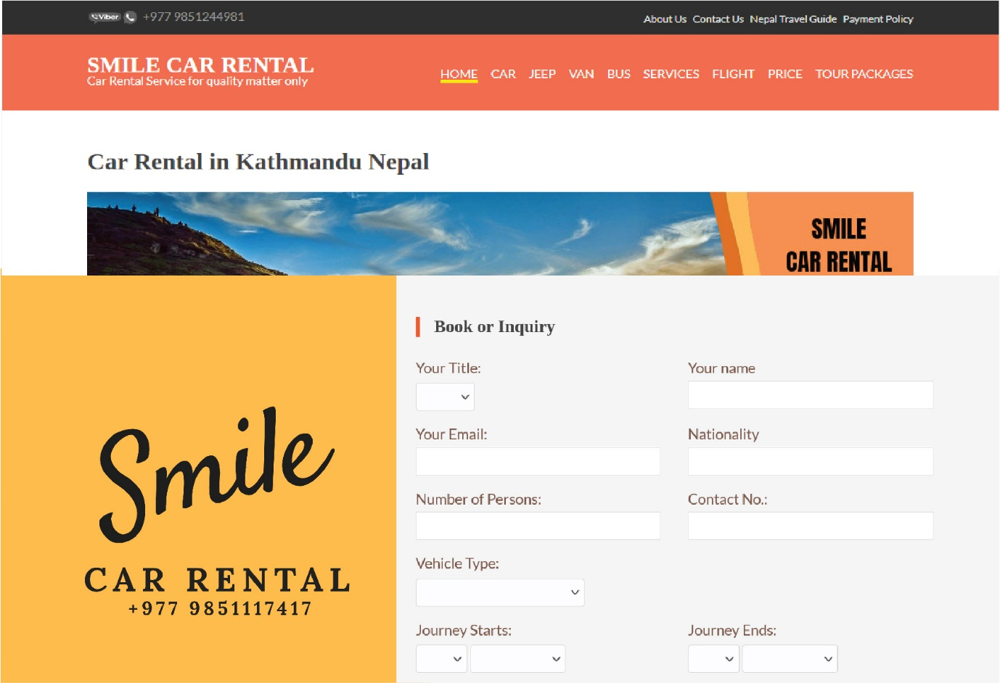 Viber +977 9851244981
About Us Contact Us Nepal Travel Guide Payment Policy
SMILE CAR RENTAL
Car Rental Service for quality matter only
HOME CAR JEEP VAN BUS SERVICES FLIGHT PRICE TOUR PACKAGES
Car Rental in Kathmandu Nepal
SMILE
CAR RENTAL
Smile
CAR RENTAL
+977 9851117417
Book or Inquiry
Your Title:
Your name
Your Email:
Nationality
Number of Persons:
Contact No.:
Vehicle Type:
Journey Starts:
Journey Ends: